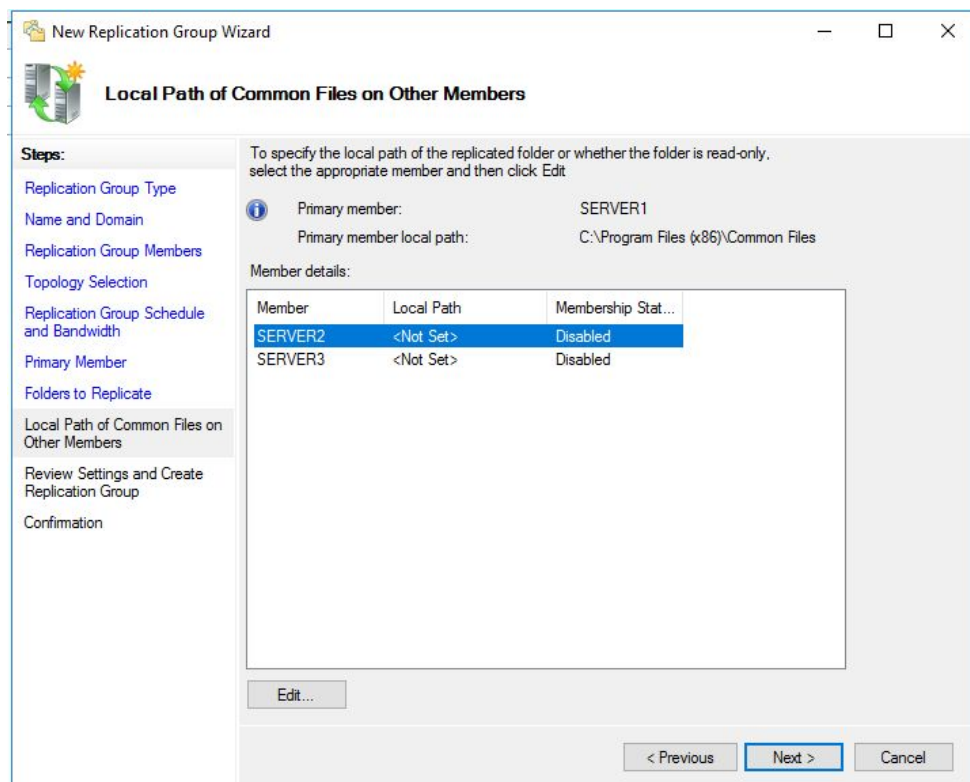 New Replication Group Wizard
Local Path of Common Files on Other Members
Steps:
Replication Group Type
Name and Domain
Replication Group Members
Topology Selection
Replication Group Schedule
and Bandwidth
Primary Member
Folders to Replicate
Local Path of Common Files on
Other Members
Review Settings and Create
Replication Group
Confirmation
To specify the local path of the replicated folder or whether the folder is read-only,
select the appropriate member and then click Edit
Primary member: SERVER1
Primary member local path: C:\Program Files (x86)\Common Files
Member details:
Member Local Path Membership Stat...
SERVER2 <Not Set> Disabled
SERVER3 <Not Set> Disabled
Edit...
< Previous Next > Cancel